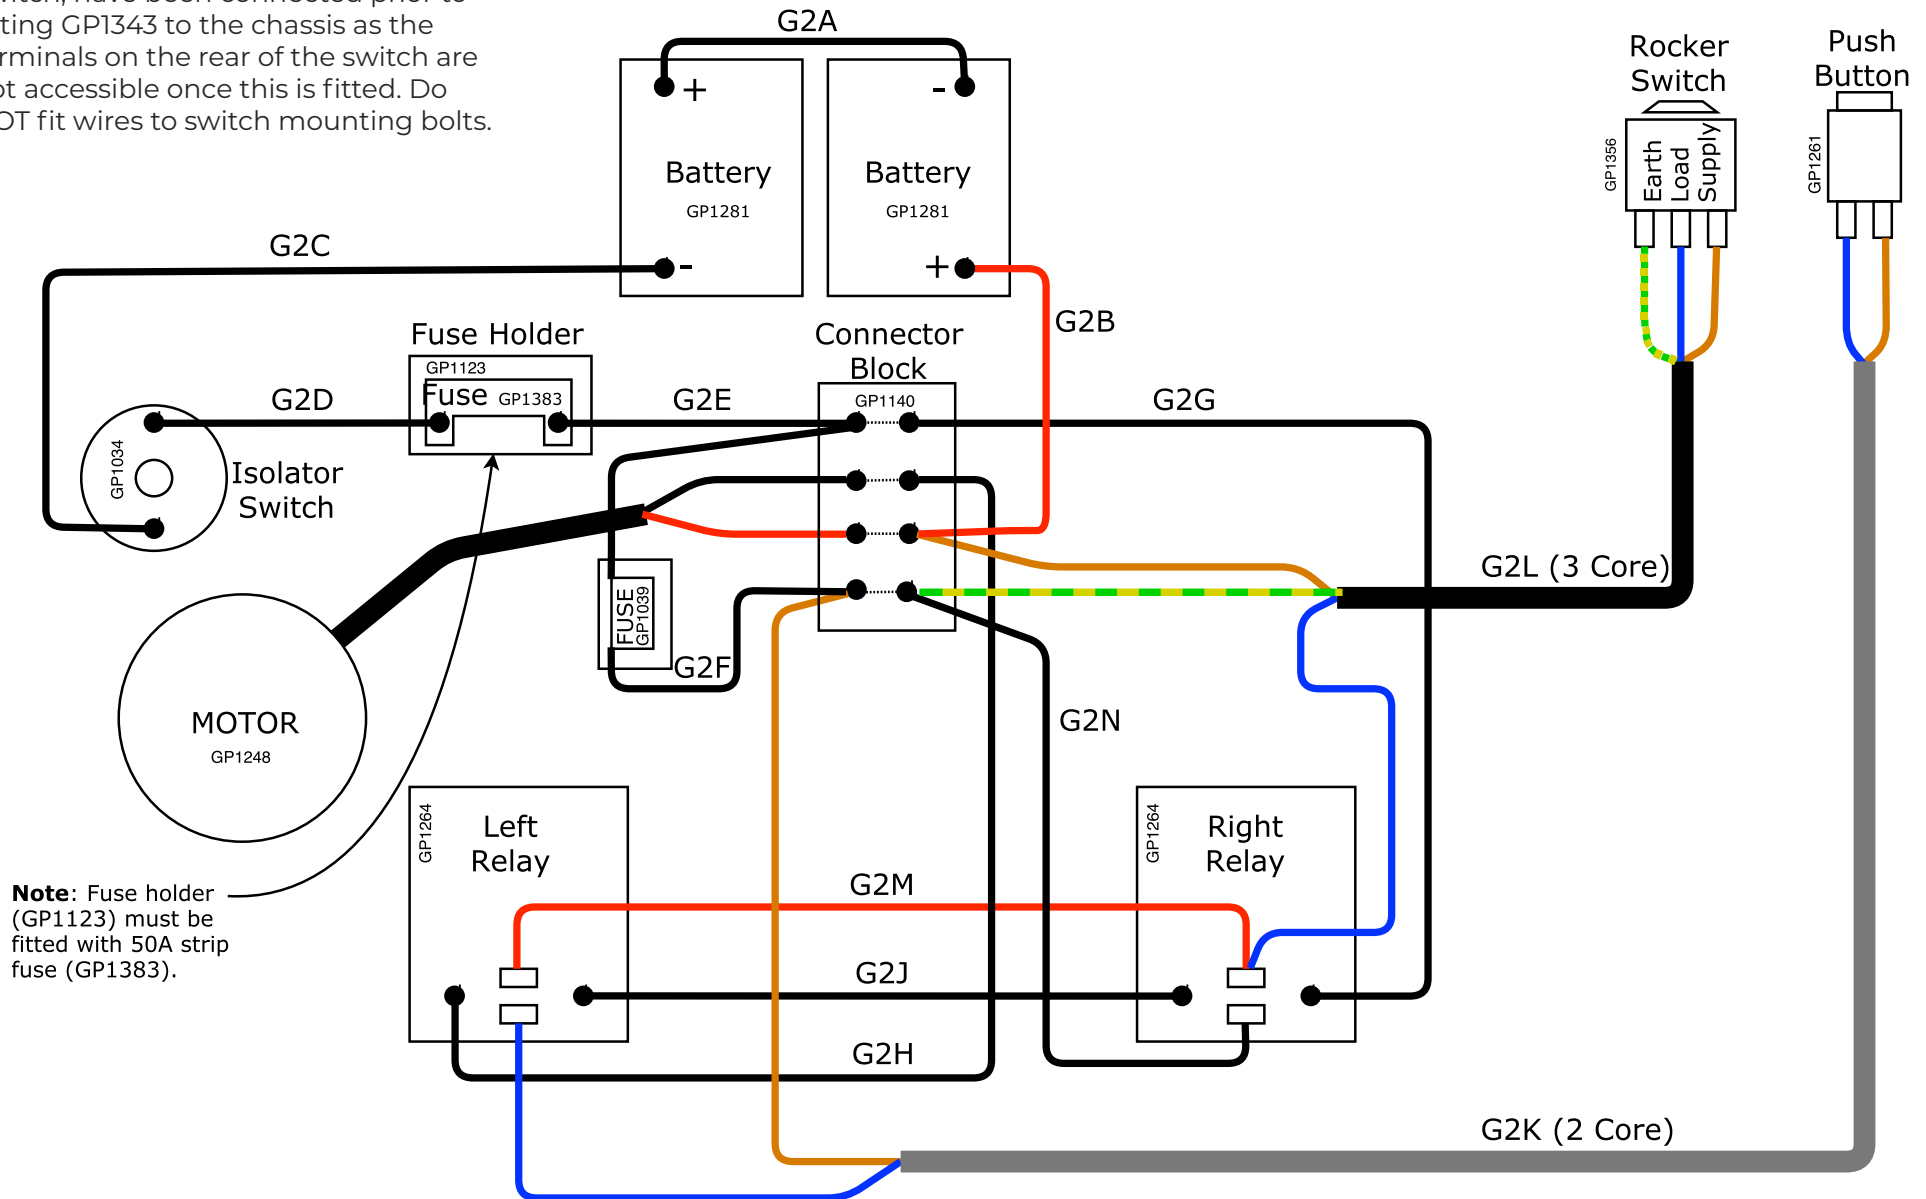 ting GP1343 to the chassis as the
rminals on the rear of the switch are
ot accessible once this is fitted. Do
OT fit wires to switch mounting bolts.
G2A
Rocker
Switch
Push
Button
+
-
Battery
GP1281
Battery
GP1281
-
+
GP1356
Earth
Load
Supply
GP1261
G2C
G2B
Fuse Holder
GP1123
Fuse GP1383
Connector
Block
GP1140
G2D
G2E
G2G
GP1034
Isolator
Switch
G2L (3 Core)
FUSE
GP1039
G2F
G2N
MOTOR
GP1248
GP1264
Left
Relay
GP1264
Right
Relay
Note: Fuse holder
(GP1123) must be
fitted with 50A strip
fuse (GP1383).
G2M
G2J
G2H
G2K (2 Core)